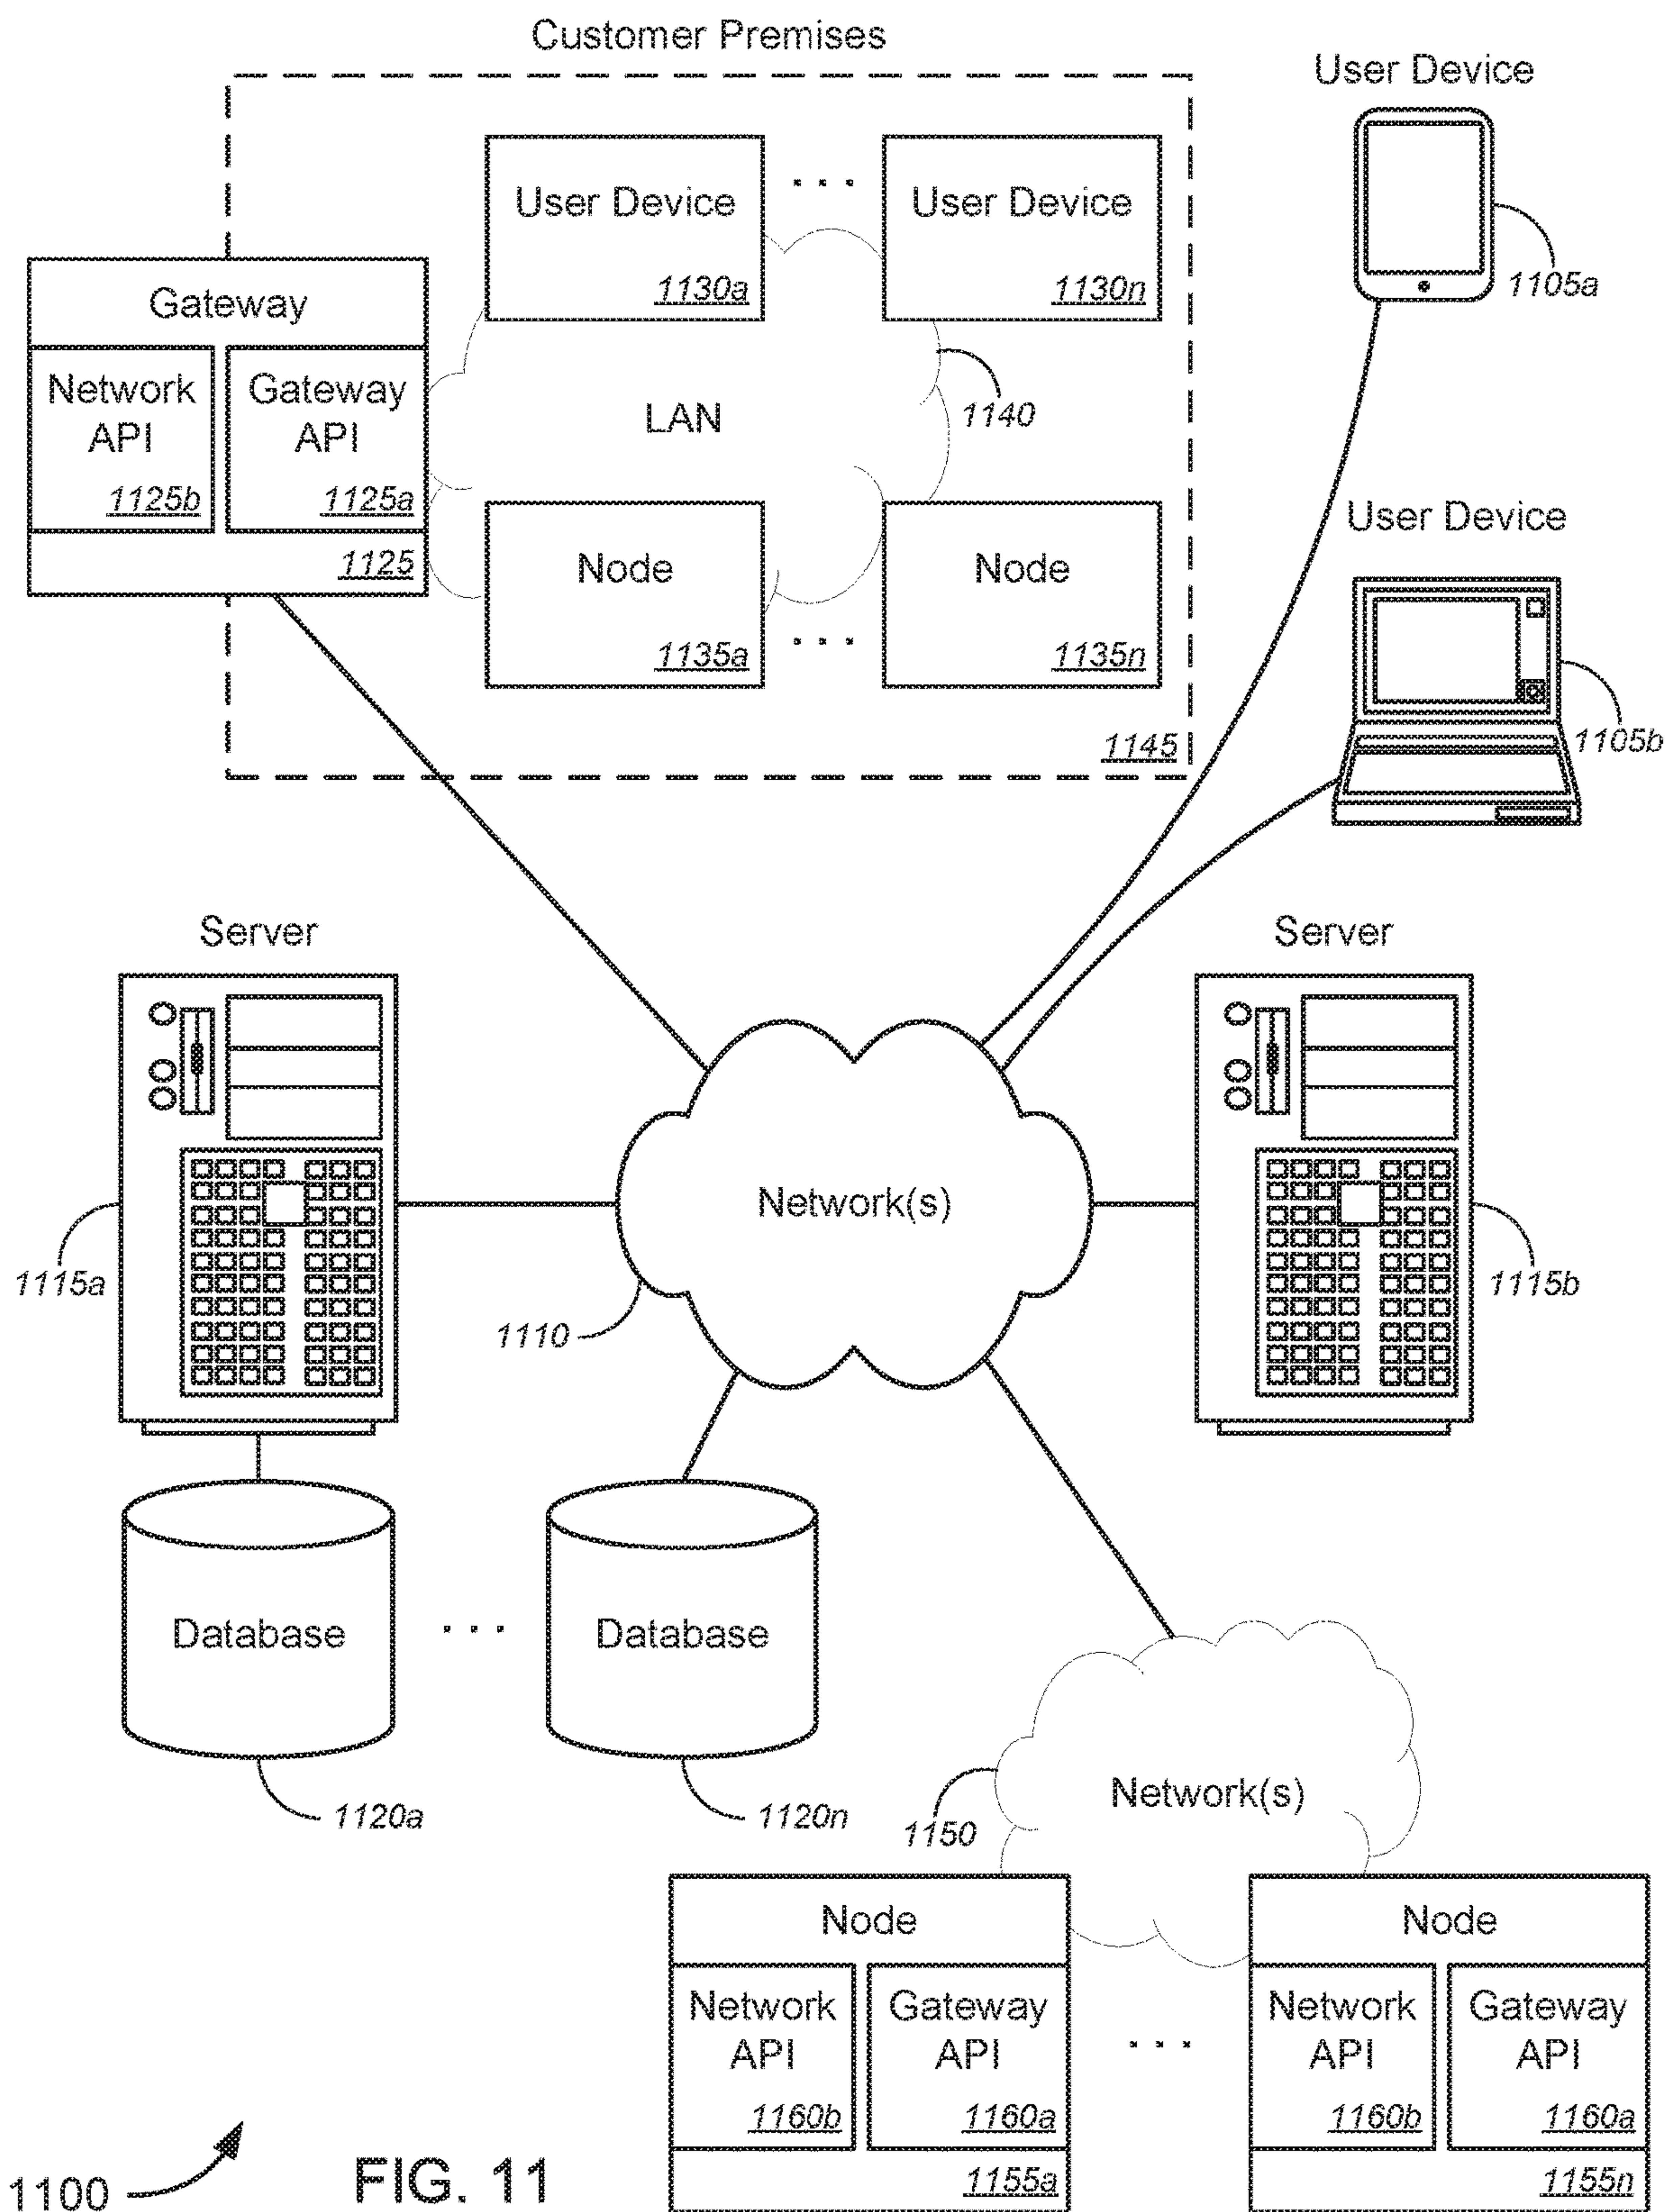 Customer Premises
User Device
1105a
User Device
1130a
. . .
User Device
1130n
Gateway
Network
API
1125b
Gateway
API
1125a
1125
LAN
1140
Node
1135a
. . .
Node
1135n
1145
User Device
1105b
Server
1115a
Server
1115b
Network(s)
1110
Database
1120a
. . .
Database
1120n
Network(s)
1150
Node
Network
API
1160b
Gateway
API
1160a
1155a
. . .
Node
Network
API
1160b
Gateway
API
1160a
1155n
1100
FIG. 11